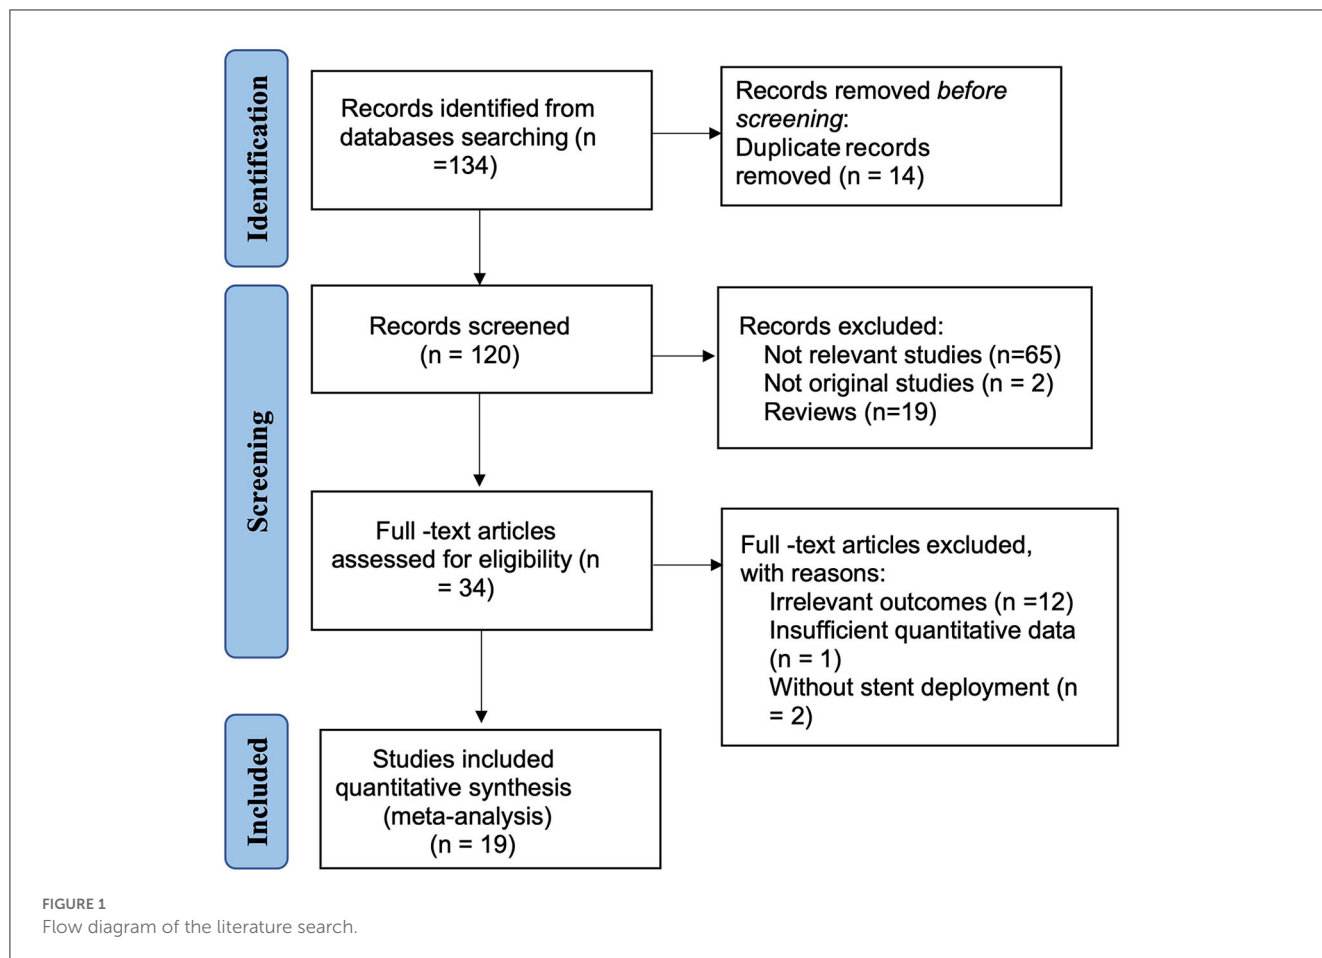 Identification
Records identified from
databases searching (n
=134)
Records removed before
screening:
Duplicate records
removed (n = 14)
Screening
Records screened
(n = 120)
Records excluded:
Not relevant studies (n=65)
Not original studies (n = 2)
Reviews (n=19)
Full -text articles
assessed for eligibility (n
= 34)
Full -text articles excluded,
with reasons:
Irrelevant outcomes (n =12)
Insufficient quantitative data
(n = 1)
Without stent deployment (n
= 2)
Included
Studies included
quantitative synthesis
(meta-analysis)
(n = 19)
FIGURE 1
Flow diagram of the literature search.